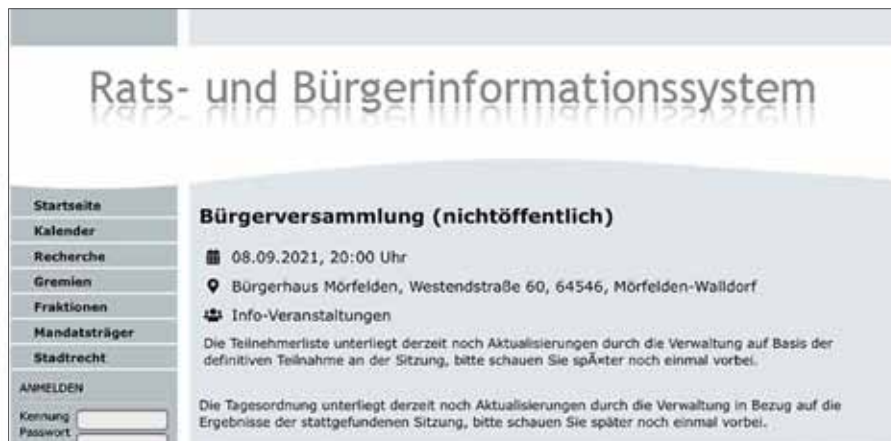 Rats- und Bürgerinformationssystem
Startseite
Kalender
Recherche
Gremien
Fraktionen
Mandatsträger
Stadtrecht
ANMELDEN
Kennung
Passwort
Bürgerversammlung (nichtöffentlich)
08.09.2021, 20:00 Uhr
Bürgerhaus Mörfelden, Westendstraße 60, 64546, Mörfelden-Walldorf
Info-Veranstaltungen
Die Teilnehmerliste unterliegt derzeit noch Aktualisierungen durch die Verwaltung auf Basis der
definitiven Teilnahme an der Sitzung, bitte schauen Sie spÃ¤ter noch einmal vorbei.
Die Tagesordnung unterliegt derzeit noch Aktualisierungen durch die Verwaltung in Bezug auf die
Ergebnisse der stattgefundenen Sitzung, bitte schauen Sie später noch einmal vorbei.